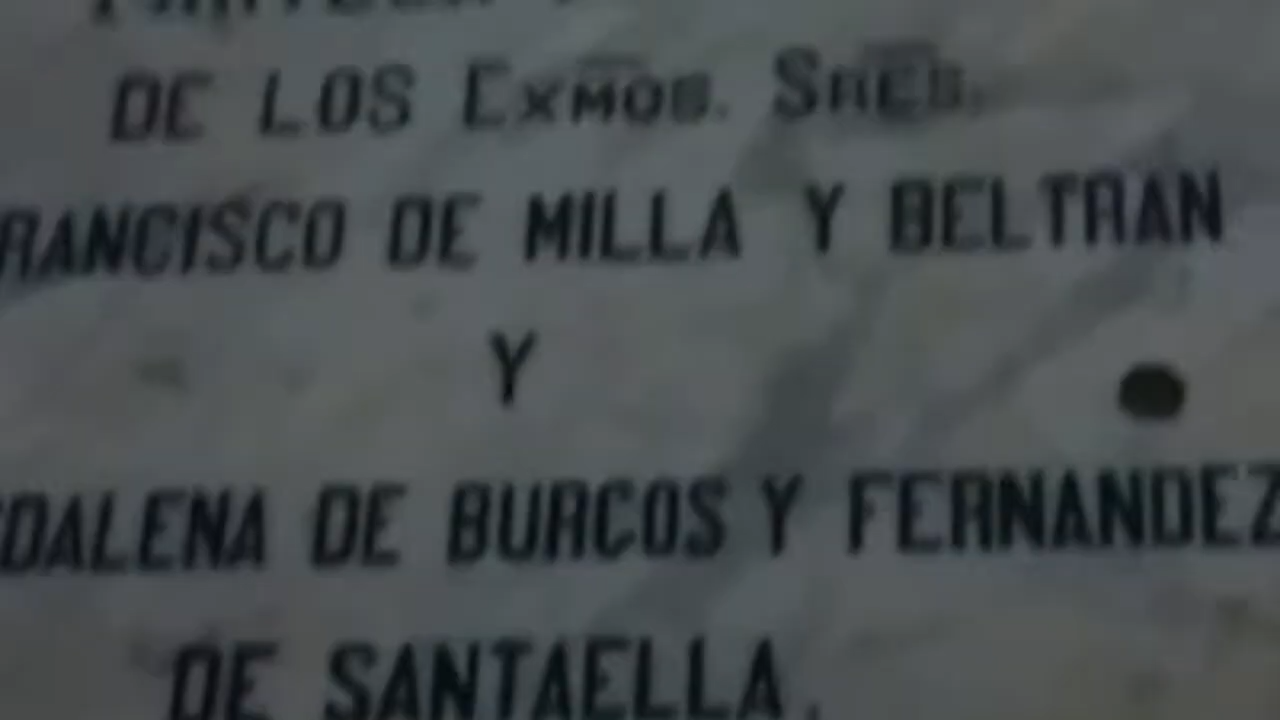 DE LOS EXMOS. SRES.
RANCISCO DE MILLA Y BELTRAN
Y
DALENA DE BURGOS Y FERNANDEZ
DE SANTAELLA.